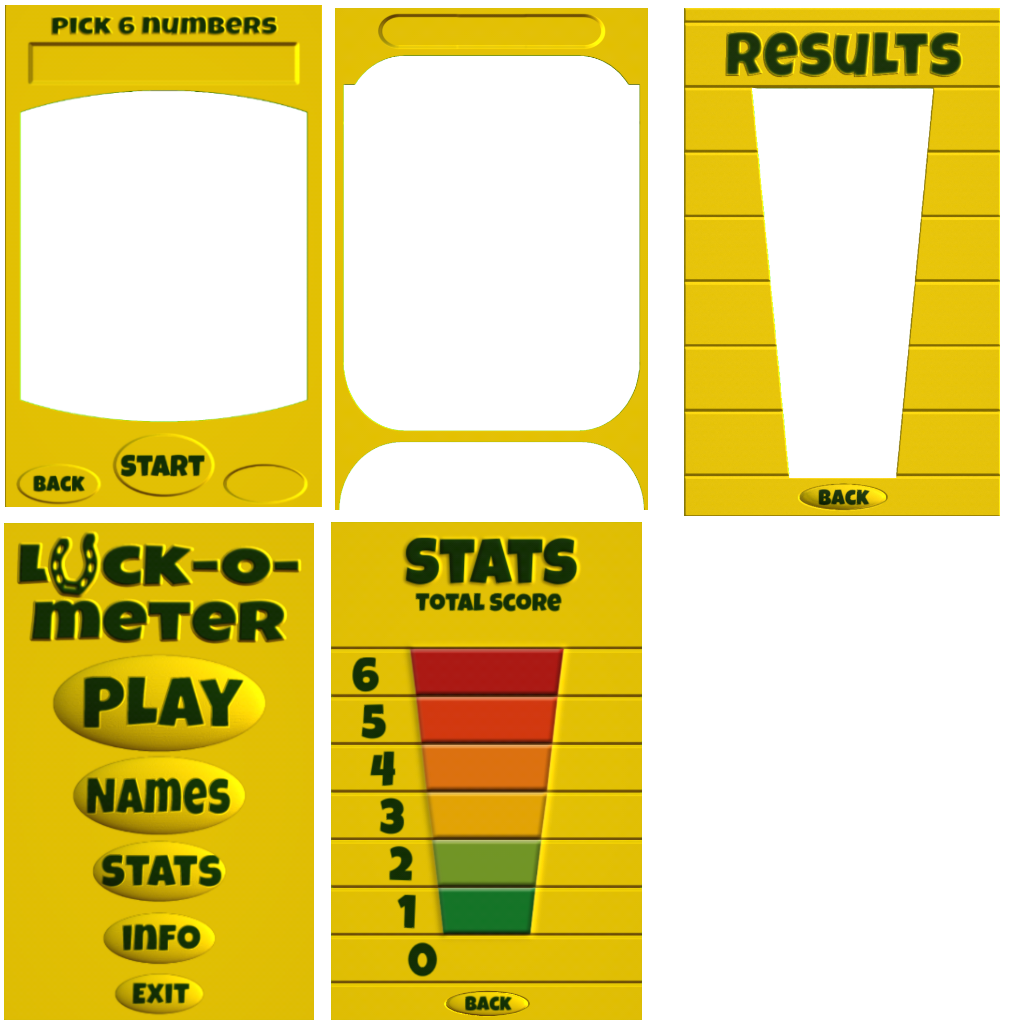 PICK 6 NUMBERS
START
BACK
RESULTS
BACK
LUCK-O-
METER
PLAY
NAMES
STATS
INFO
EXIT
STATS
TOTAL SCORE
6
5
4
3
2
1
0
BACK